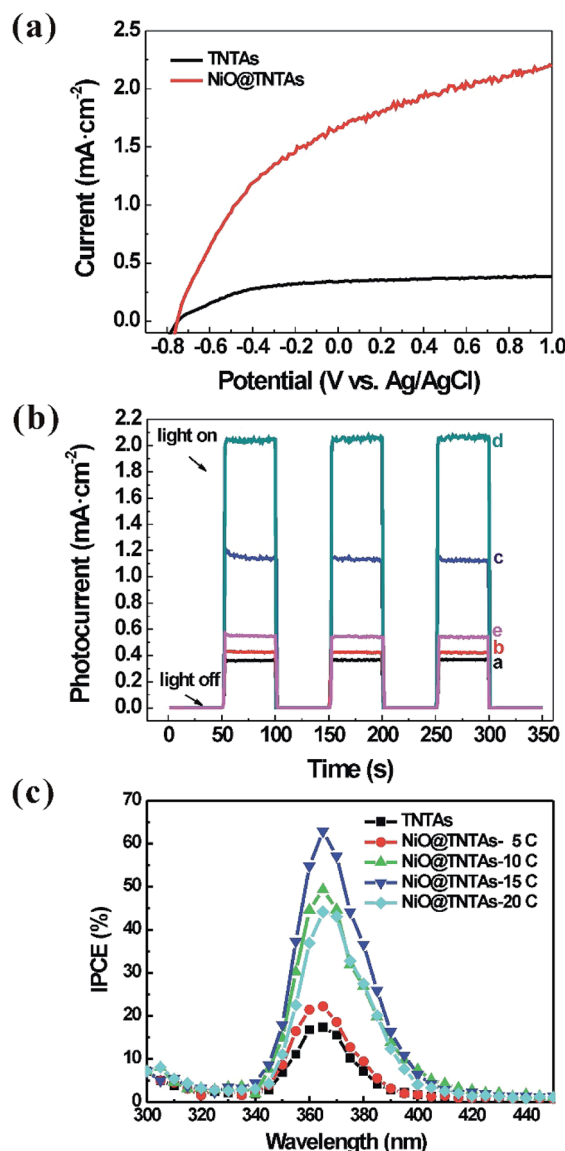 (a)
2.5
2.0
1.5
1.0
0.5
0.0
Current (mA·cm-2)
TNTAs
NiO@TNTAs
-0.8 -0.6 -0.4 -0.2 0.0 0.2 0.4 0.6 0.8 1.0
Potential (V vs. Ag/AgCl)
(b)
2.2
2.0
1.8
1.6
1.4
1.2
1.0
0.8
0.6
0.4
0.2
0.0
Photocurrent (mA·cm-2)
light on
light off
d
c
e
b
a
0 50 100 150 200 250 300 350
Time (s)
(c)
70
60
50
40
30
20
10
0
IPCE (%)
TNTAs
NiO@TNTAs- 5 C
NiO@TNTAs-10 C
NiO@TNTAs-15 C
NiO@TNTAs-20 C
300 320 340 360 380 400 420 440
Wavelength (nm)